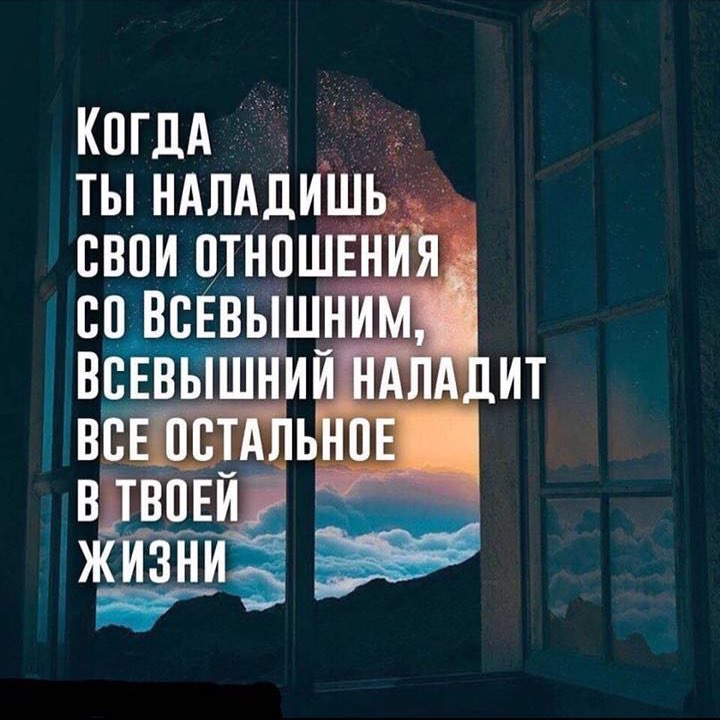 Когда
ты наладишь
свои отношения
со Всевышним,
Всевышний наладит
все остальное
в твоей
жизни